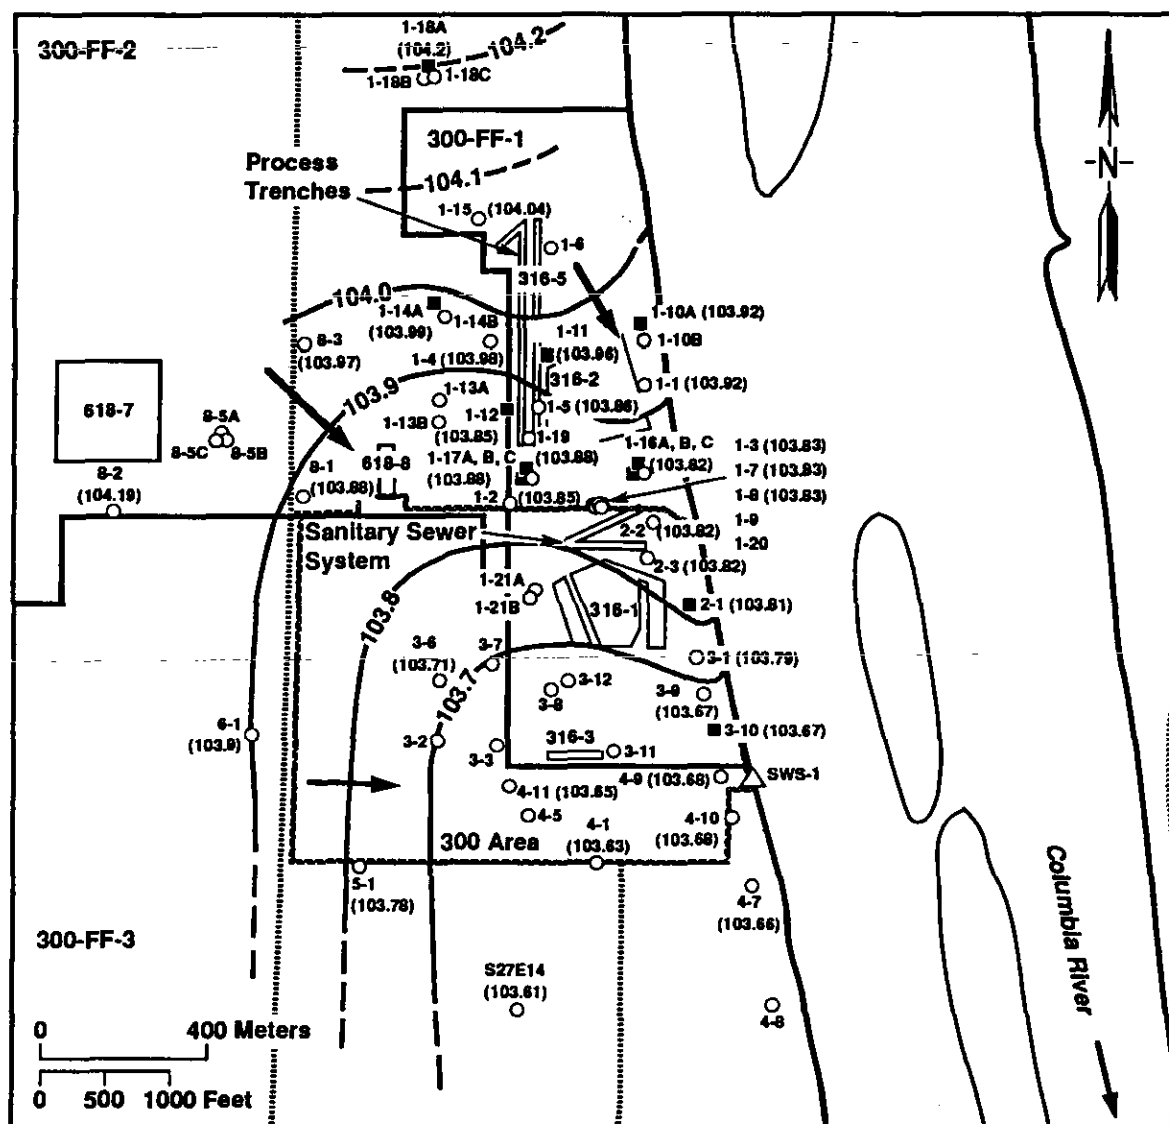 1-18A
(104.2)
104.2
300-FF-2
1-18B
1-18C
300-FF-1
Process
Trenches
104.1
1-15
(104.04)
1-6
-N-
316-5
104.0
1-14A
(103.99)
1-14B
1-10A (103.92)
1-10B
8-3
(103.97)
1-4 (103.98)
1-11
(103.96)
316-2
1-1 (103.92)
103.9
1-13A
1-12
1-5 (103.86)
618-7
1-13B
(103.85)
1-19
(103.88)
8-5A
8-5C
8-5B
618-8
1-17A, B, C
(103.88)
1-16A, B, C
(103.82)
1-3 (103.83)
1-7 (103.83)
1-8 (103.83)
1-9
1-20
8-2
(104.19)
8-1
(103.88)
1-2
(103.85)
Sanitary Sewer
System
2-2
(103.82)
2-3 (103.82)
1-21A
1-21B
316-1
2-1 (103.81)
103.8
3-6
(103.71)
3-7
3-1 (103.79)
103.7
3-12
3-8
3-9
(103.67)
6-1
(103.9)
3-2
3-3
316-3
3-11
3-10 (103.67)
4-9 (103.68)
SWS-1
4-11 (103.65)
4-5
4-1
(103.63)
4-10
(103.68)
300 Area
5-1
(103.78)
4-7
(103.66)
Columbia River
300-FF-3
S27E14
(103.61)
4-8
0 400 Meters
0 500 1000 Feet